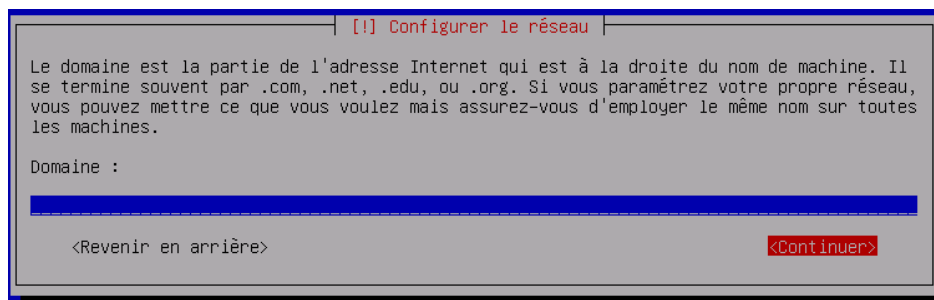 [!] Configurer le réseau
Le domaine est la partie de l'adresse Internet qui est à la droite du nom de machine. Il
se termine souvent par .com, .net, .edu, ou .org. Si vous paramétrez votre propre réseau,
vous pouvez mettre ce que vous voulez mais assurez-vous d'employer le même nom sur toutes
les machines.
Domaine :
<Revenir en arrière> <Continuer>